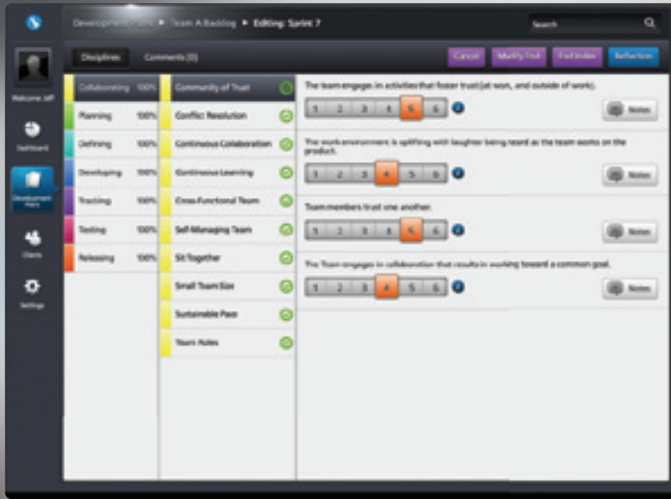 Development Plans ▸ Team A Backlog ▸ Editing: Sprint 7
Search
Disciplines
Comments (0)
Cancel
Modify End
Reflection
Welcome Jeff
Dashboard
Development Plans
Clients
Settings
Collaborating 100%
Planning 100%
Defining 100%
Developing 100%
Tracking 100%
Testing 100%
Releasing 100%
Community of Trust
Conflict Resolution
Continuous Collaboration
Continuous Learning
Cross-Functional Team
Self-Managing Team
Sit Together
Small Team Size
Sustainable Pace
Team Roles
The team engages in activities that foster trust (at work, and outside of work).
1 2 3 4 5 6
Notes
The work environment is uplifting with laughter being heard as the team works on the
product.
1 2 3 4 5 6
Notes
Team members trust one another.
1 2 3 4 5 6
Notes
The Team engages in collaboration that results in working toward a common goal.
1 2 3 4 5 6
Notes